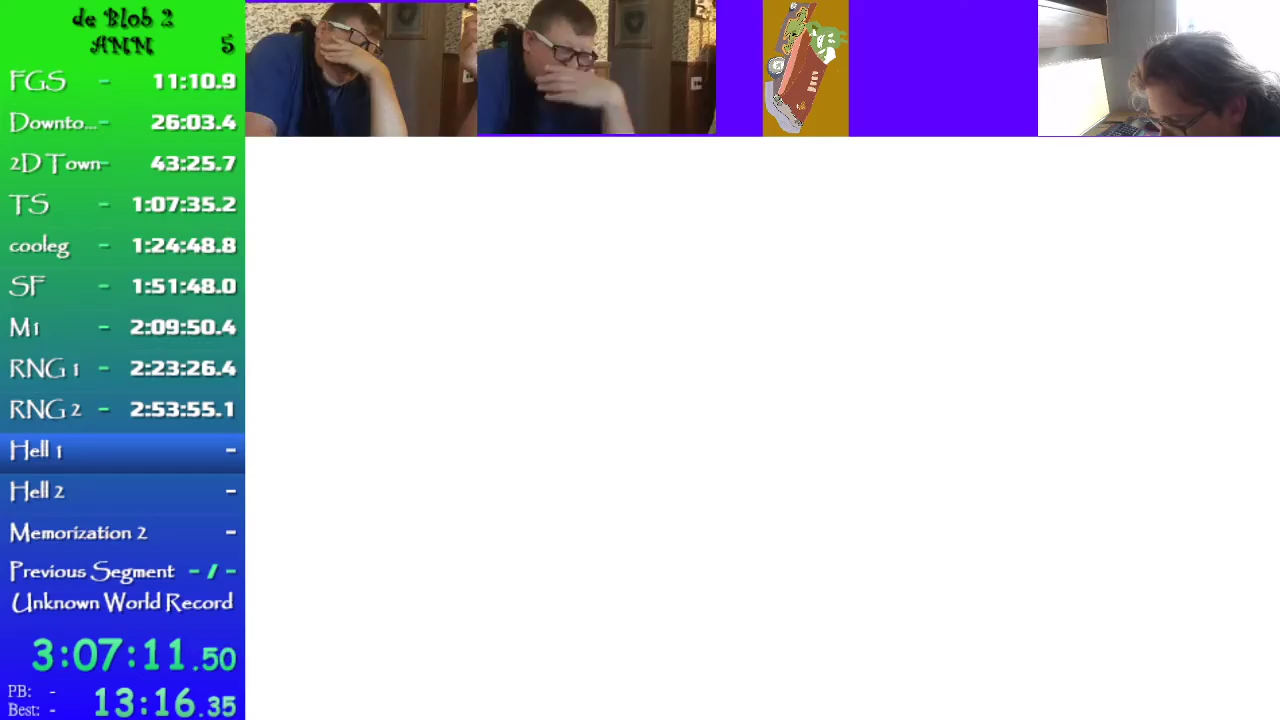 de Blob 2
ANN 5
FGS - 11:10.9
Downto...- 26:03.4
2D Town- 43:25.7
TS - 1:07:35.2
cooleg - 1:24:48.8
SF - 1:51:48.0
M1 - 2:09:50.4
RNG 1 - 2:23:26.4
RNG 2 - 2:53:55.1
Hell 1 -
Hell 2 -
Memorization 2 -
Previous Segment - / -
Unknown World Record
3:07:11.50
PB: -
Best: - 13:16.35